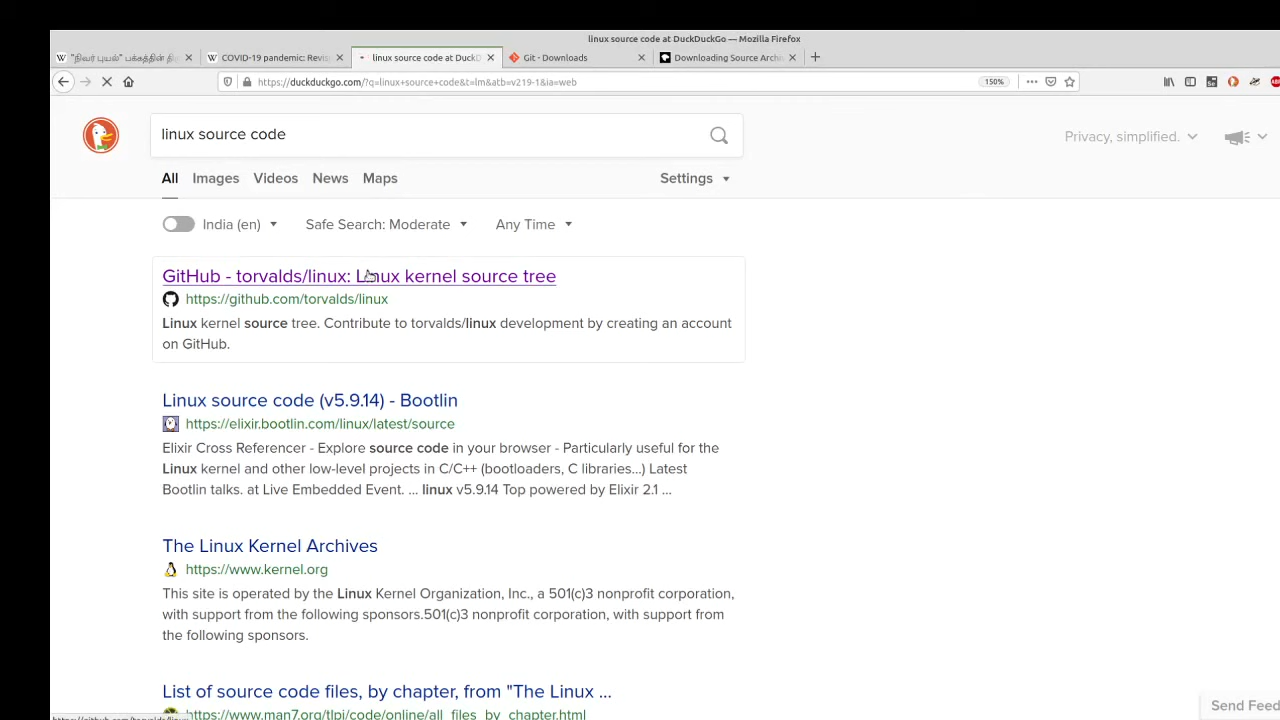 linux source code at DuckDuckGo — Mozilla Firefox
"நிவர் புயல்" பக்கத்தின் தி
COVID-19 pandemic: Revis
linux source code at DuckD
Git - Downloads
Downloading Source Archiv
https://duckduckgo.com/?q=linux+source+code&t=lm&atb=v219-1&ia=web
150%
linux source code
Privacy, simplified.
All Images Videos News Maps Settings
India (en) Safe Search: Moderate Any Time
GitHub - torvalds/linux: Linux kernel source tree
https://github.com/torvalds/linux
Linux kernel source tree. Contribute to torvalds/linux development by creating an account
on GitHub.
Linux source code (v5.9.14) - Bootlin
https://elixir.bootlin.com/linux/latest/source
Elixir Cross Referencer - Explore source code in your browser - Particularly useful for the
Linux kernel and other low-level projects in C/C++ (bootloaders, C libraries...) Latest
Bootlin talks. at Live Embedded Event. ... linux v5.9.14 Top powered by Elixir 2.1 ...
The Linux Kernel Archives
https://www.kernel.org
This site is operated by the Linux Kernel Organization, Inc., a 501(c)3 nonprofit corporation,
with support from the following sponsors.501(c)3 nonprofit corporation, with support from
the following sponsors.
List of source code files, by chapter, from "The Linux ...
https://www.man7.org/tlpi/code/online/all_files_by_chapter.html
Send Feed